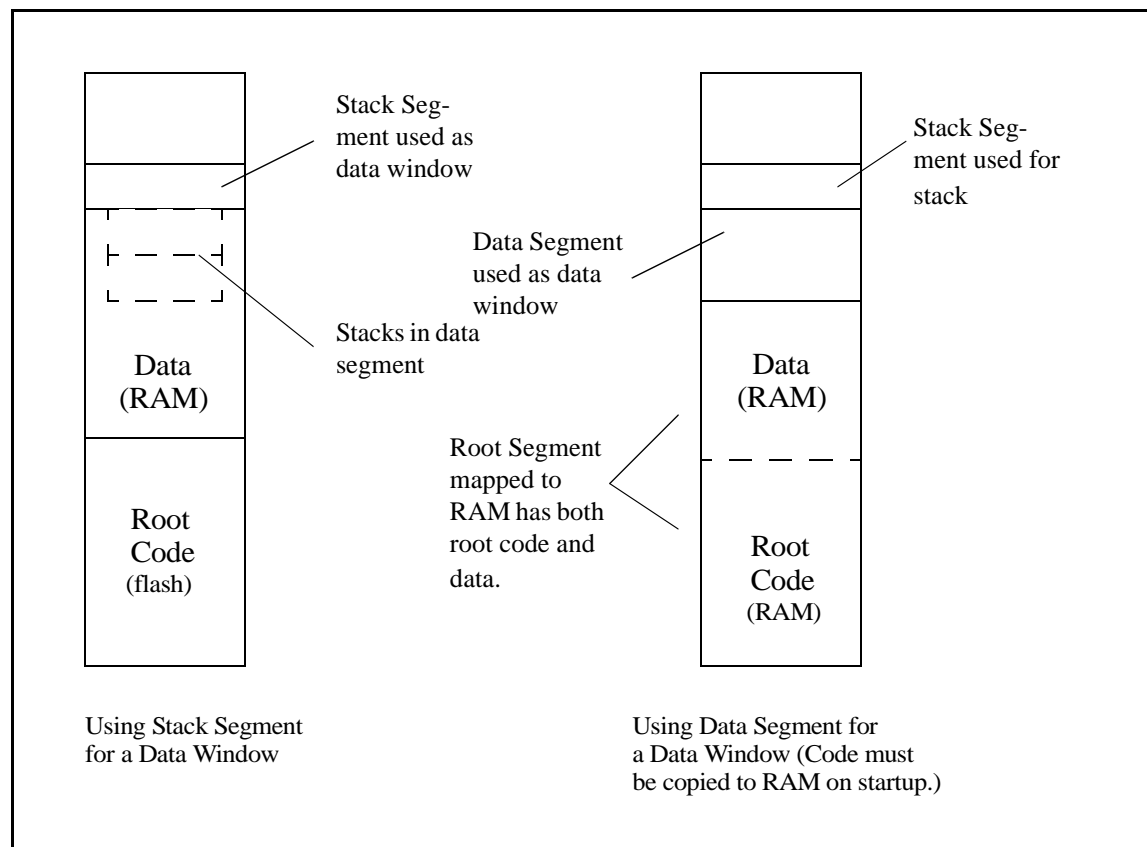 Stack Seg-
ment used as
data window
Stacks in data
segment
Data
(RAM)
Root
Code
(flash)
Using Stack Segment
for a Data Window
Stack Seg-
ment used for
stack
Data Segment
used as data
window
Data
(RAM)
Root Segment
mapped to
RAM has both
root code and
data.
Root
Code
(RAM)
Using Data Segment for
a Data Window (Code must
be copied to RAM on startup.)